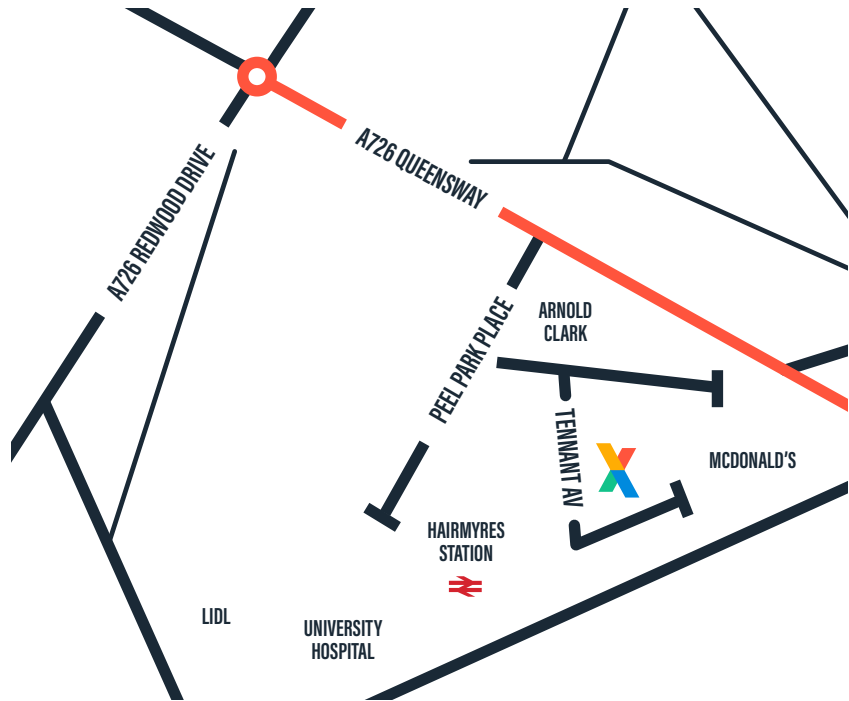 A726 QUEENSWAY
A726 REDWOOD DRIVE
PEEL PARK PLACE
ARNOLD
CLARK
TENNANT AV
MCDONALD'S
HAIRMYRES
STATION
LIDL
UNIVERSITY
HOSPITAL